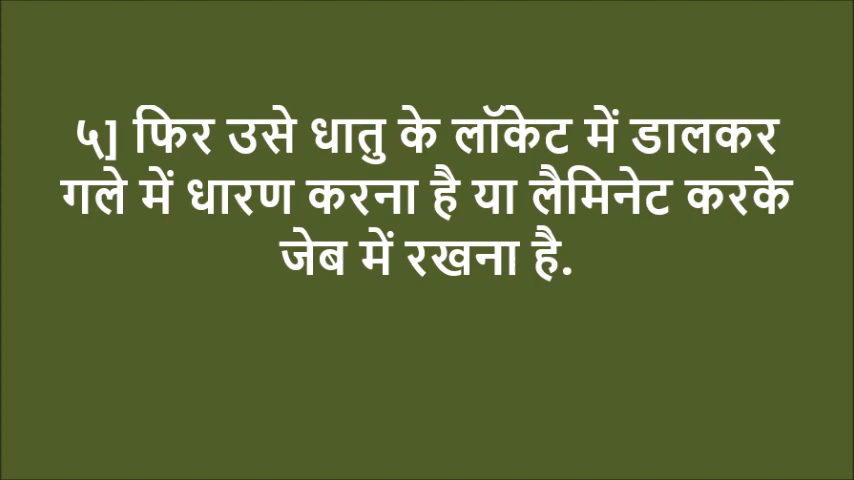 ५] फिर उसे धातु के लॉकेट में डालकर
गले में धारण करना है या लैमिनेट करके
जेब में रखना है.